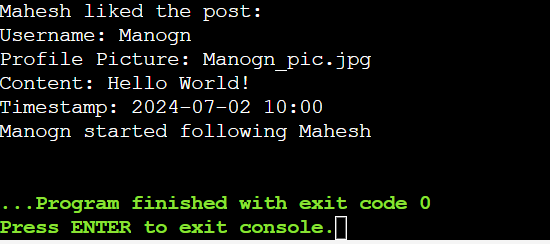 Mahesh liked the post:
Username: Manogn
Profile Picture: Manogn_pic.jpg
Content: Hello World!
Timestamp: 2024-07-02 10:00
Manogn started following Mahesh
...Program finished with exit code 0
Press ENTER to exit console.